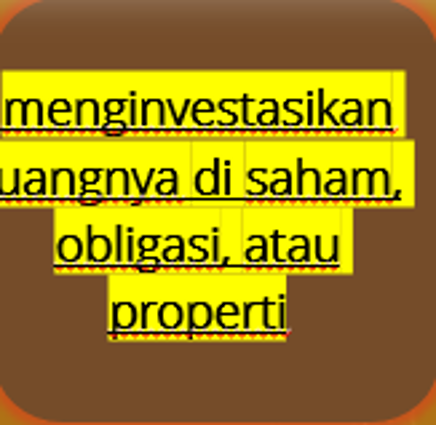 menginvestasikan
uangnya di saham,
obligasi, atau
properti